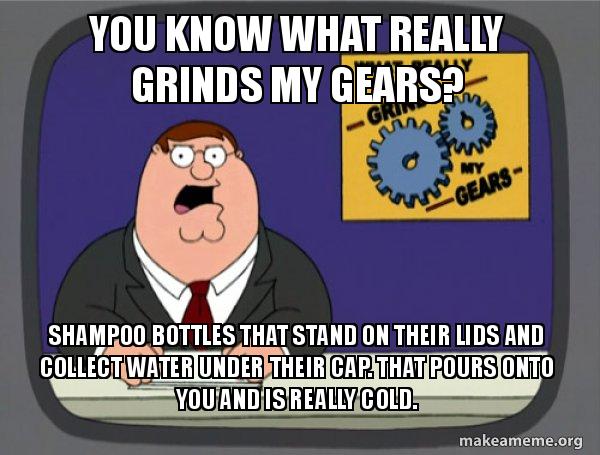 YOU KNOW WHAT REALLY
GRINDS MY GEARS?
WHAT REALLY
GRINDS
MY
GEARS
SHAMPOO BOTTLES THAT STAND ON THEIR LIDS AND
COLLECT WATER UNDER THEIR CAP. THAT POURS ONTO
YOU AND IS REALLY COLD.
makeameme.org